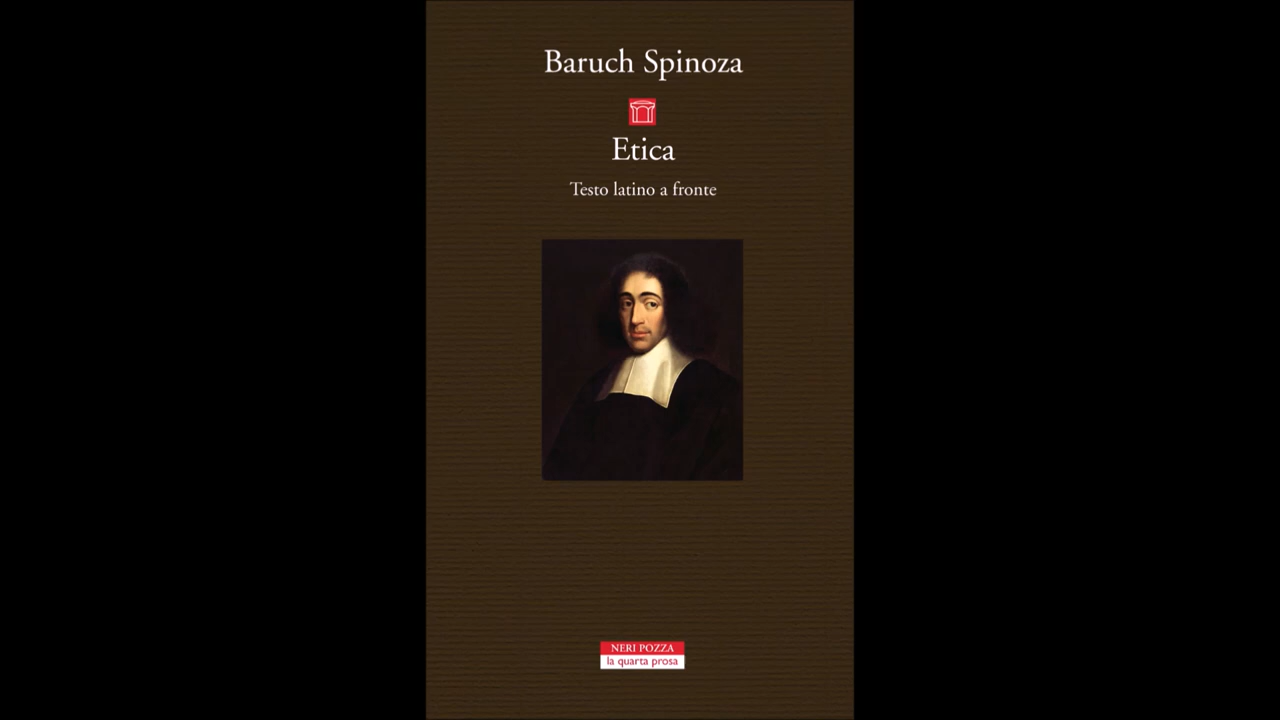 Baruch Spinoza
Etica
Testo latino a fronte
NERI POZZA
la quarta prosa